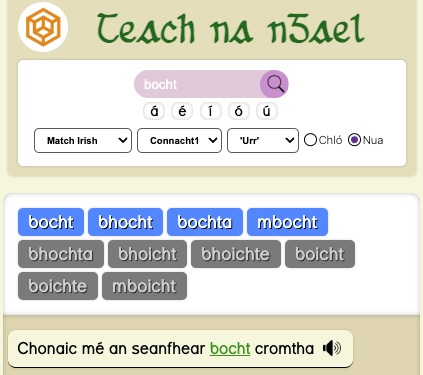 Teach na nGael
bocht
á é í ó ú
Match Irish Connacht1 'Urr' Chló Nua
bocht bhocht bochta mbocht
bhochta bhoicht bhoichte boicht
boichte mboicht
Chonaic mé an seanfhear bocht cromtha